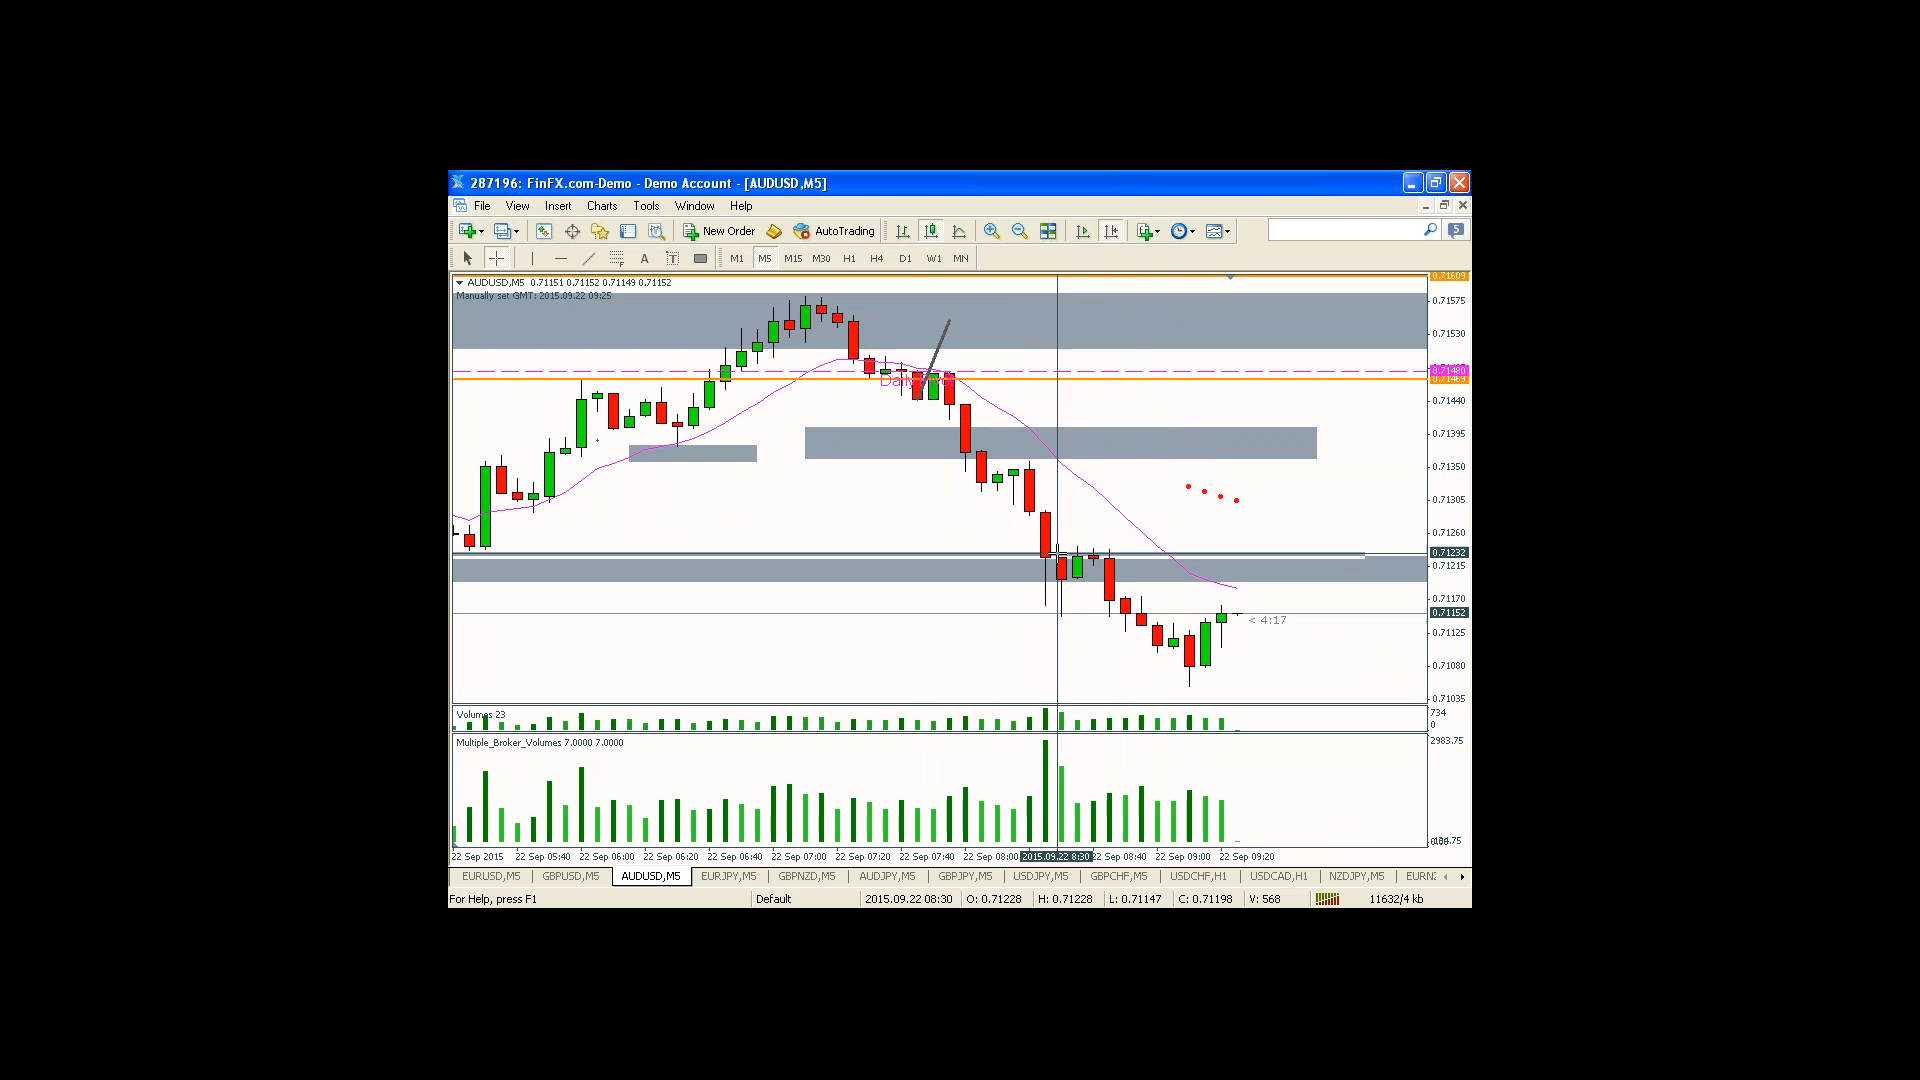 287196: FinFX.com-Demo - Demo Account - [AUDUSD,M5]
File View Insert Charts Tools Window Help
New Order AutoTrading 5
A T M1 M5 M15 M30 H1 H4 D1 W1 MN
AUDUSD,M5 0.71151 0.71152 0.71149 0.71152
Manually set GMT: 2015.09.22 09:25
0.71609
0.71575
0.71530
0.71480
0.71469
0.71440
0.71395
0.71350
0.71305
0.71260
0.71232
0.71215
0.71170
0.71152
< 4:17
0.71125
0.71080
0.71035
Volumes 23
734
0
Multiple_Broker_Volumes 7.0000 7.0000
2983.75
22 Sep 2015 22 Sep 05:40 22 Sep 06:00 22 Sep 06:20 22 Sep 06:40 22 Sep 07:00 22 Sep 07:20 22 Sep 07:40 22 Sep 08:00 2015.09.22 8:30 22 Sep 08:40 22 Sep 09:00 22 Sep 09:20
EURUSD,M5 GBPUSD,M5 AUDUSD,M5 EURJPY,M5 GBPNZD,M5 AUDJPY,M5 GBPJPY,M5 USDJPY,M5 GBPCHF,M5 USDCHF,H1 USDCAD,H1 NZDJPY,M5 EURNZ
For Help, press F1 Default 2015.09.22 08:30 O: 0.71228 H: 0.71228 L: 0.71147 C: 0.71198 V: 568 11632/4 kb